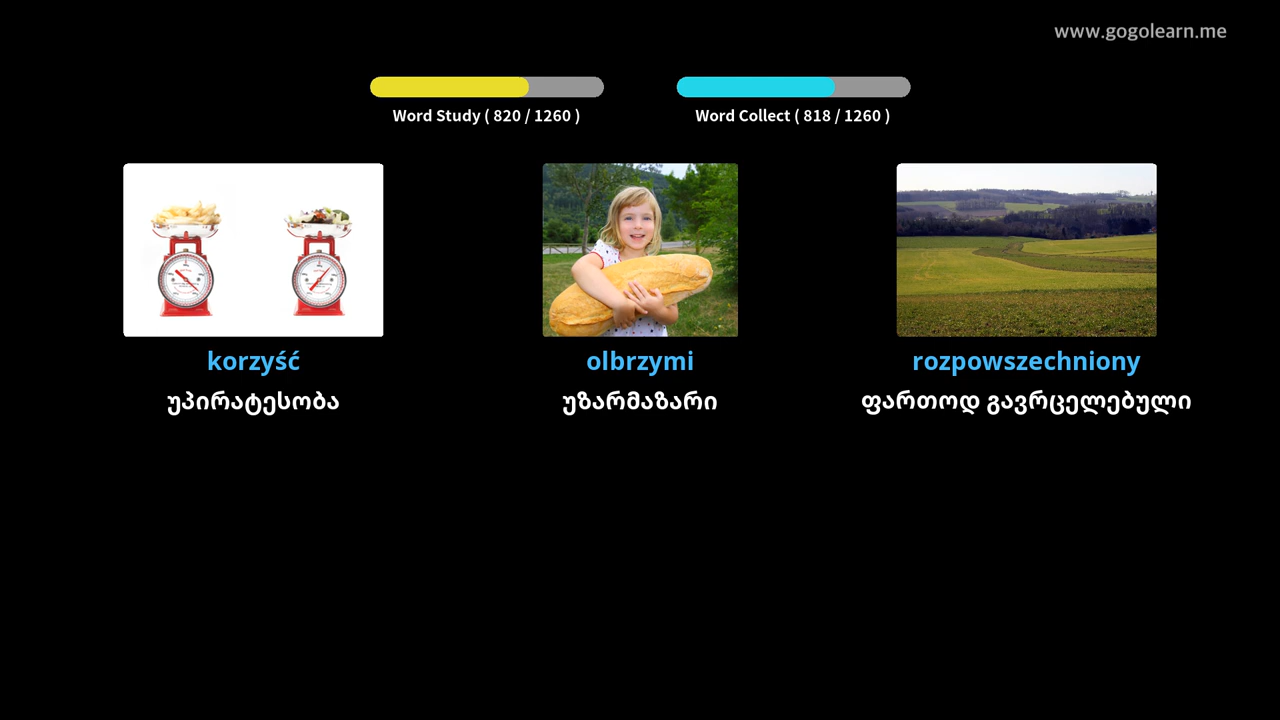 www.gogolearn.me
Word Study ( 820 / 1260 )
Word Collect ( 818 / 1260 )
korzyść
olbrzymi
rozpowszechniony
უპირატესობა
უზარმაზარი
ფართოდ გავრცელებული